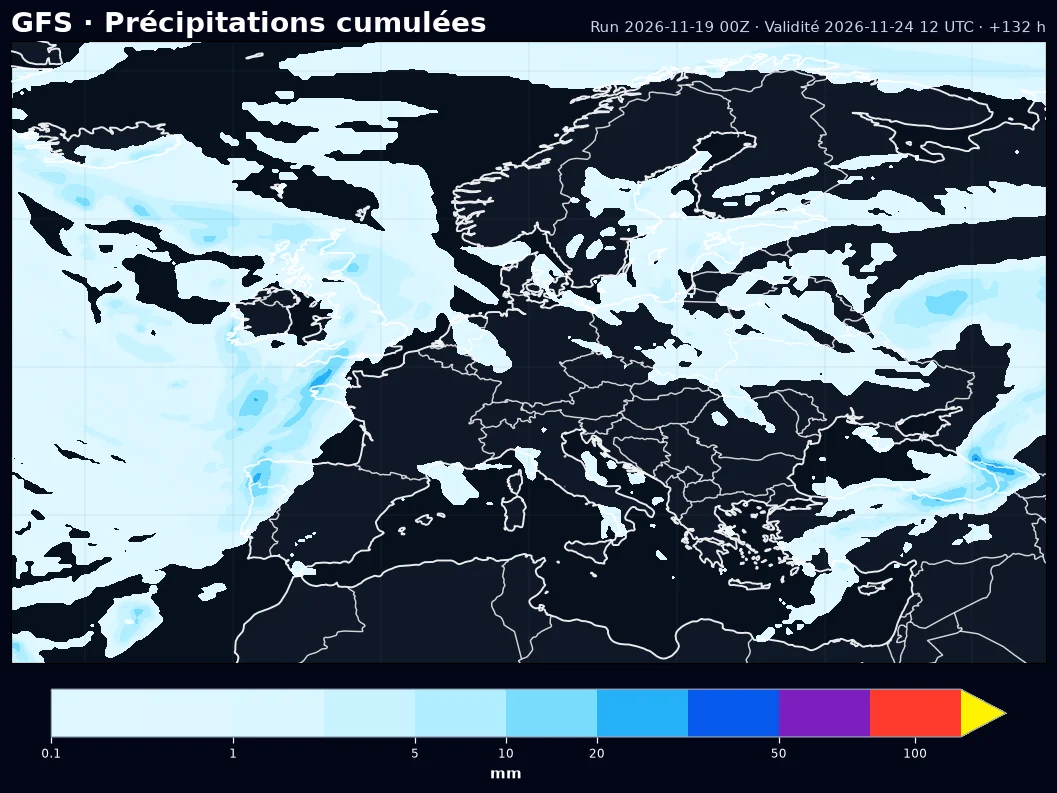 GFS · Précipitations cumulées
Run 2026-11-19 00Z · Validité 2026-11-24 12 UTC · +132 h
0.1 1 5 10 20 50 100
mm